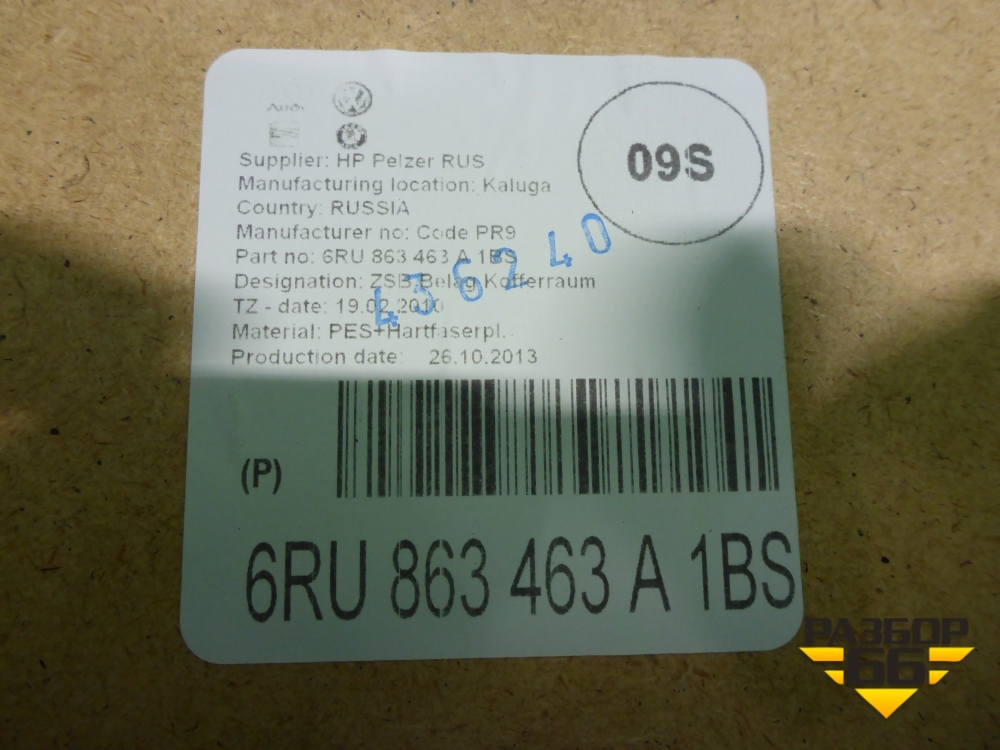 Audi
09S
Supplier: HP Pelzer RUS
Manufacturing location: Kaluga
Country: RUSSIA
Manufacturer no: Code PR9
Part no: 6RU 863 463 A 1BS
Designation: ZSB Belag Kofferraum
TZ - date: 19.02.2010
Material: PES+Hartfaserpl.
Production date: 26.10.2013
436240
(P)
6RU 863 463 A 1BS
РАЗБОР
66